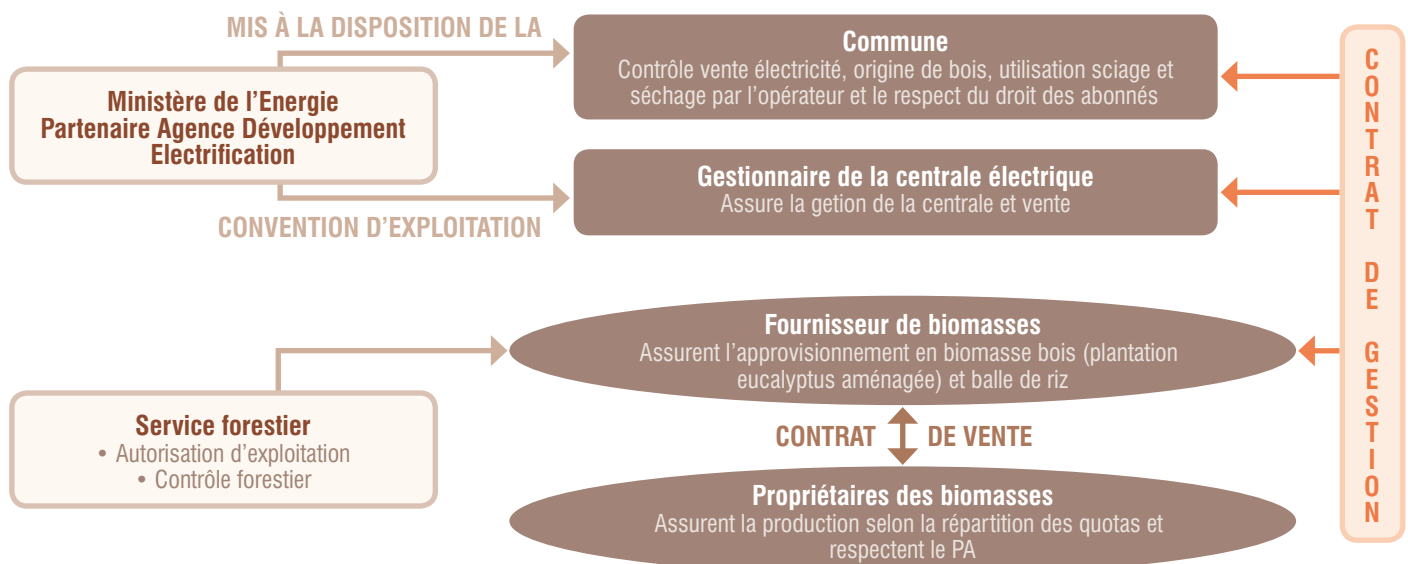 MIS À LA DISPOSITION DE LA
Ministère de l’Energie
Partenaire Agence Développement
Electrification
CONVENTION D’EXPLOITATION
Commune
Contrôle vente électricité, origine de bois, utilisation sciage et
séchage par l’opérateur et le respect du droit des abonnés
Gestionnaire de la centrale électrique
Assure la getion de la centrale et vente
Service forestier
• Autorisation d’exploitation
• Contrôle forestier
Fournisseur de biomasses
Assurent l’approvisionnement en biomasse bois (plantation
eucalyptus aménagée) et balle de riz
CONTRAT DE VENTE
Propriétaires des biomasses
Assurent la production selon la répartition des quotas et
respectent le PA
CONTRAT DE GESTION